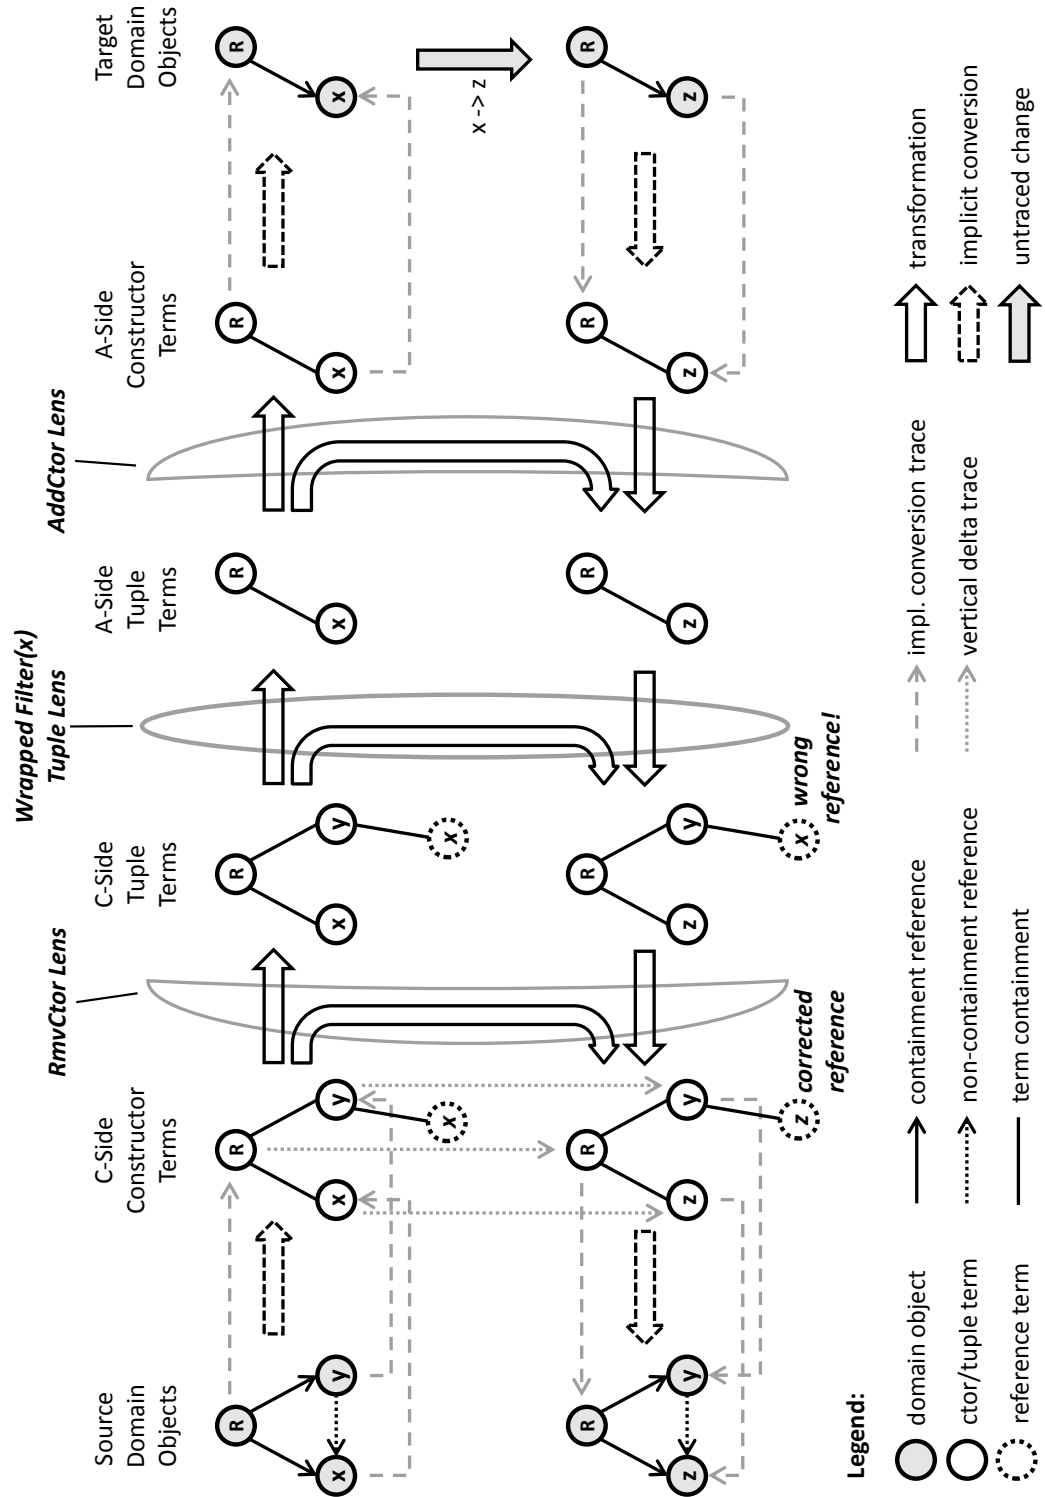 Wrapped Filter(x)
Tuple Lens
RmvCtor Lens
AddCtor Lens
Source
Domain
Objects
C-Side
Constructor
Terms
C-Side
Tuple
Terms
A-Side
Tuple
Terms
A-Side
Constructor
Terms
Target
Domain
Objects
R
R
R
R
R
R
x
y
x
y
x
y
x
x
x
x
x
x -> z
R
R
R
R
R
R
z
y
z
y
z
y
z
z
z
z
corrected
reference
x
wrong
reference!
Legend:
domain object
containment reference
impl. conversion trace
transformation
ctor/tuple term
non-containment reference
vertical delta trace
implicit conversion
reference term
term containment
untraced change